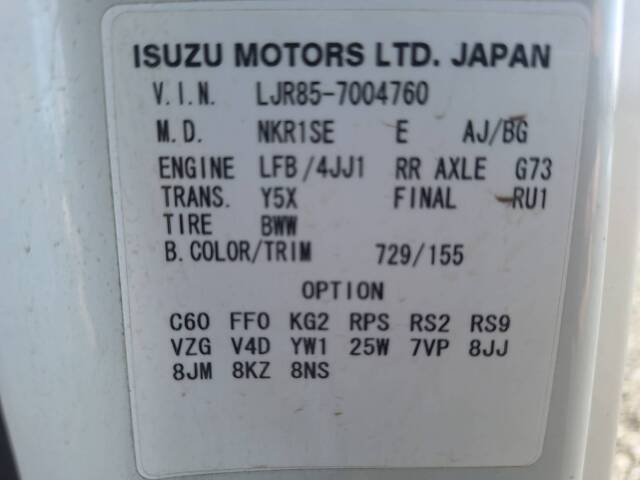 ISUZU MOTORS LTD. JAPAN
V.I.N. LJR85-7004760
M.D. NKR1SE E AJ/BG
ENGINE LFB/4JJ1 RR AXLE G73
TRANS. Y5X FINAL RU1
TIRE BWW
B.COLOR/TRIM 729/155
OPTION
C60 FF0 KG2 RPS RS2 RS9
VZG V4D YW1 25W 7VP 8JJ
8JM 8KZ 8NS